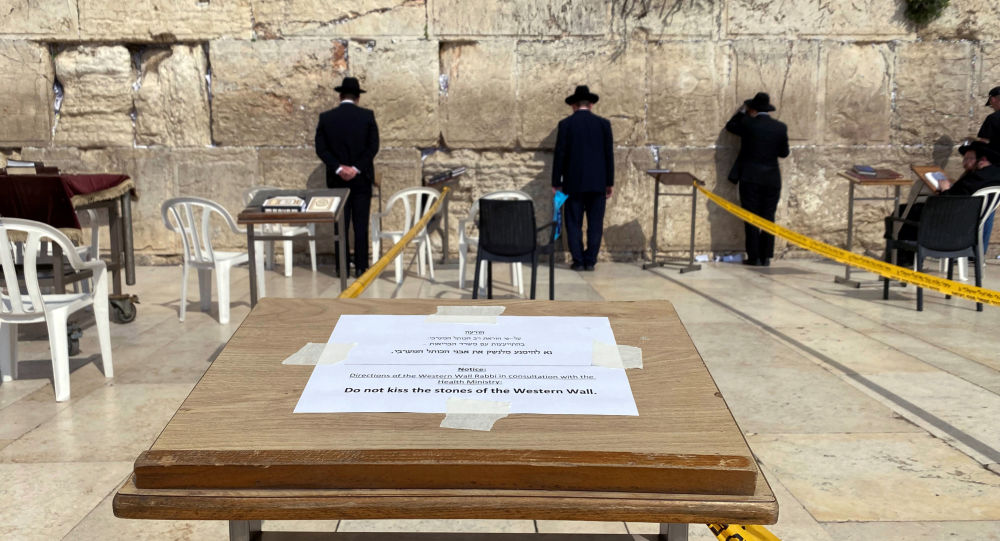 הודעה
על-פי הוראת רב הכותל המערבי
בהתייעצות עם משרד הבריאות
נא להימנע מלנשק את אבני הכותל המערבי.
Notice:
Directions of the Western Wall Rabbi in consultation with the
Health Ministry:
Do not kiss the stones of the Western Wall.